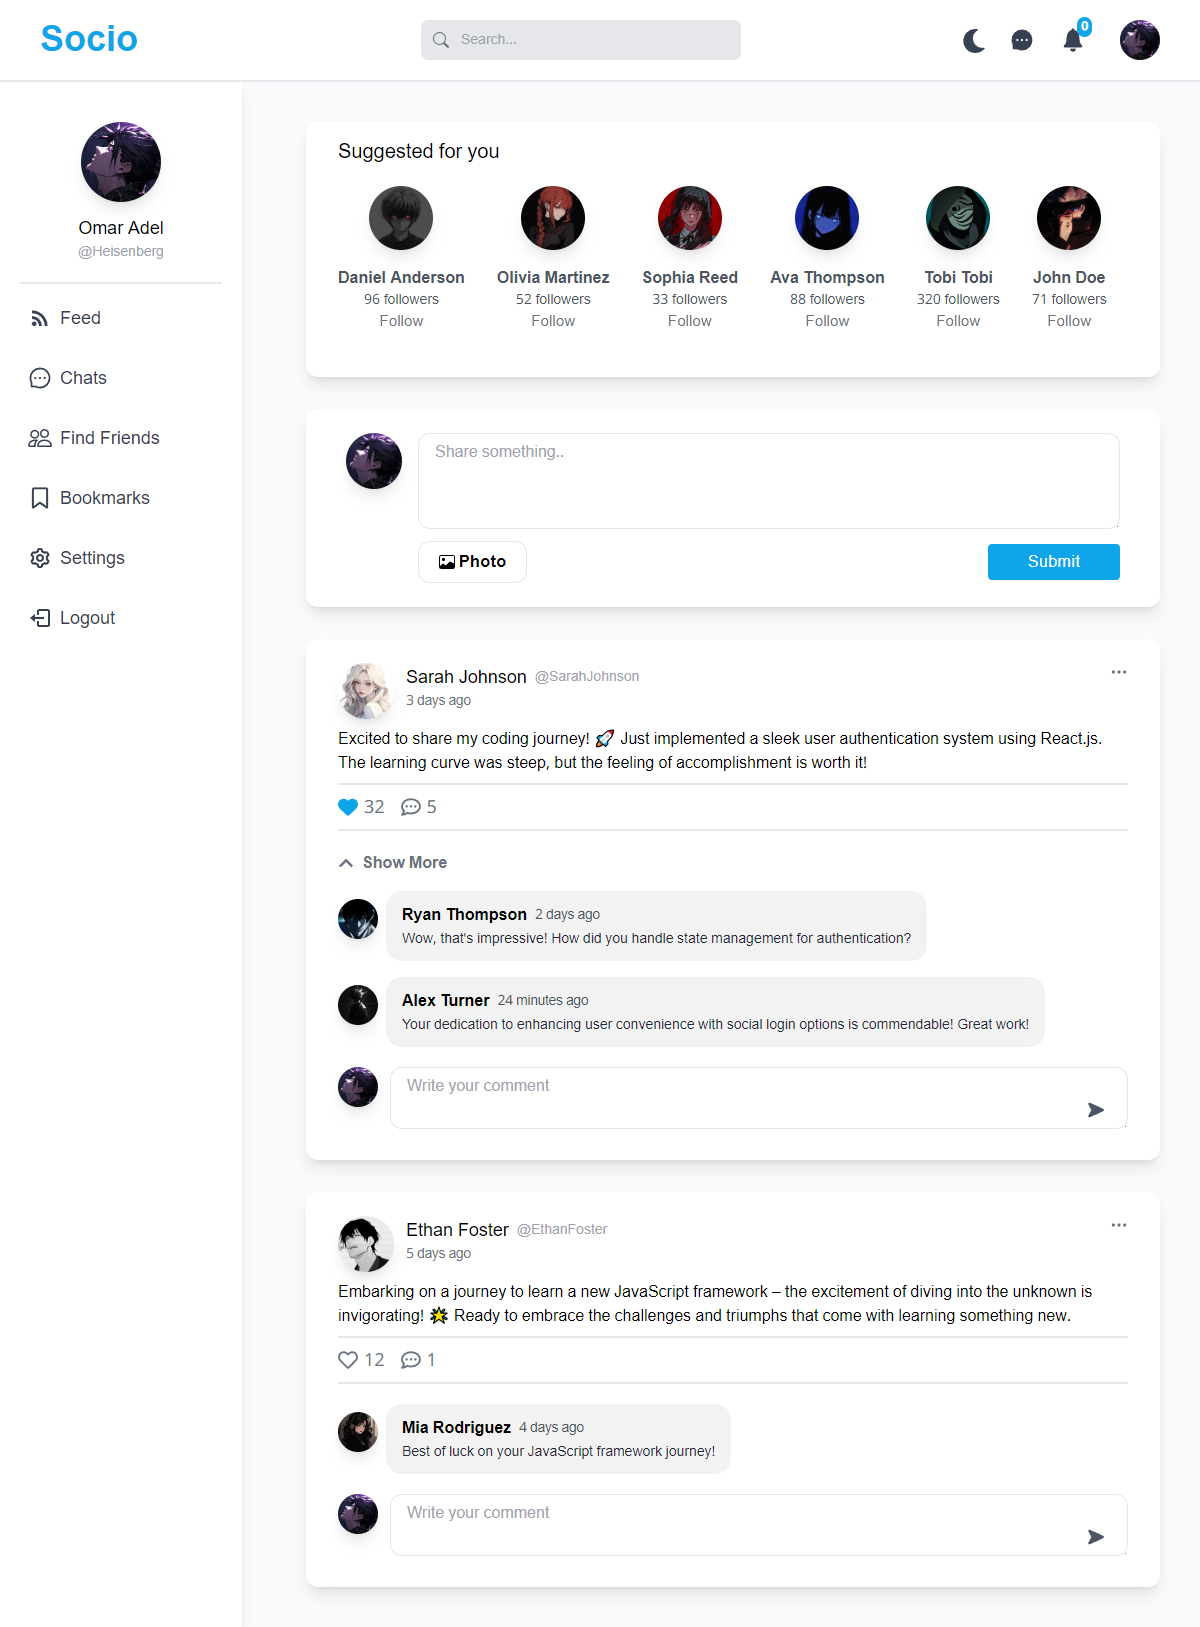 Socio
Search...
0
Omar Adel
@Heisenberg
Feed
Chats
Find Friends
Bookmarks
Settings
Logout
Suggested for you
Daniel Anderson
96 followers
Follow
Olivia Martinez
52 followers
Follow
Sophia Reed
33 followers
Follow
Ava Thompson
88 followers
Follow
Tobi Tobi
320 followers
Follow
John Doe
71 followers
Follow
Share something..
Photo
Submit
Sarah Johnson @SarahJohnson
3 days ago
Excited to share my coding journey! 🚀 Just implemented a sleek user authentication system using React.js.
The learning curve was steep, but the feeling of accomplishment is worth it!
32 5
Show More
Ryan Thompson 2 days ago
Wow, that's impressive! How did you handle state management for authentication?
Alex Turner 24 minutes ago
Your dedication to enhancing user convenience with social login options is commendable! Great work!
Write your comment
Ethan Foster @EthanFoster
5 days ago
Embarking on a journey to learn a new JavaScript framework – the excitement of diving into the unknown is
invigorating! 🌟 Ready to embrace the challenges and triumphs that come with learning something new.
12 1
Mia Rodriguez 4 days ago
Best of luck on your JavaScript framework journey!
Write your comment